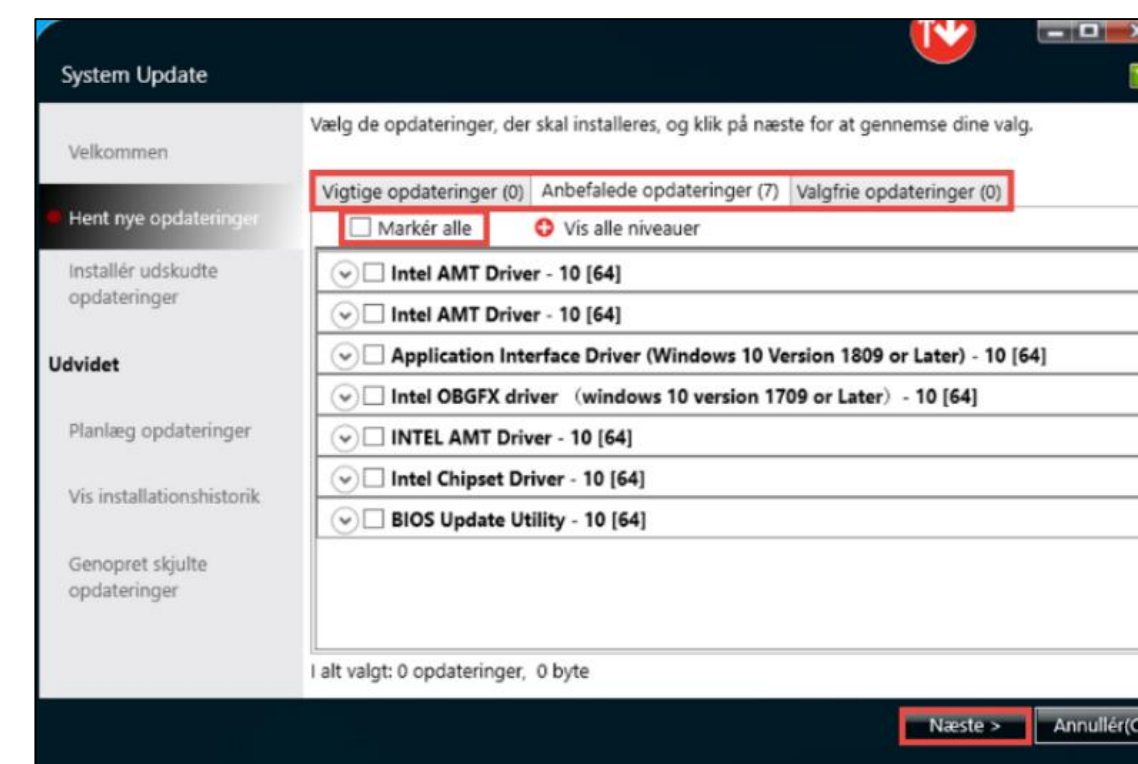 System Update
Vælg de opdateringer, der skal installeres, og klik på næste for at gennemse dine valg.
Velkommen
Hent nye opdateringer
Installér udskudte
opdateringer
Udvidet
Planlæg opdateringer
Vis installationshistorik
Genopret skjulte
opdateringer
Vigtige opdateringer (0) Anbefalede opdateringer (7) Valgfrie opdateringer (0)
Markér alle Vis alle niveauer
Intel AMT Driver - 10 [64]
Intel AMT Driver - 10 [64]
Application Interface Driver (Windows 10 Version 1809 or Later) - 10 [64]
Intel OBGFX driver （windows 10 version 1709 or Later） - 10 [64]
INTEL AMT Driver - 10 [64]
Intel Chipset Driver - 10 [64]
BIOS Update Utility - 10 [64]
I alt valgt: 0 opdateringer, 0 byte
Næste > Annullér(